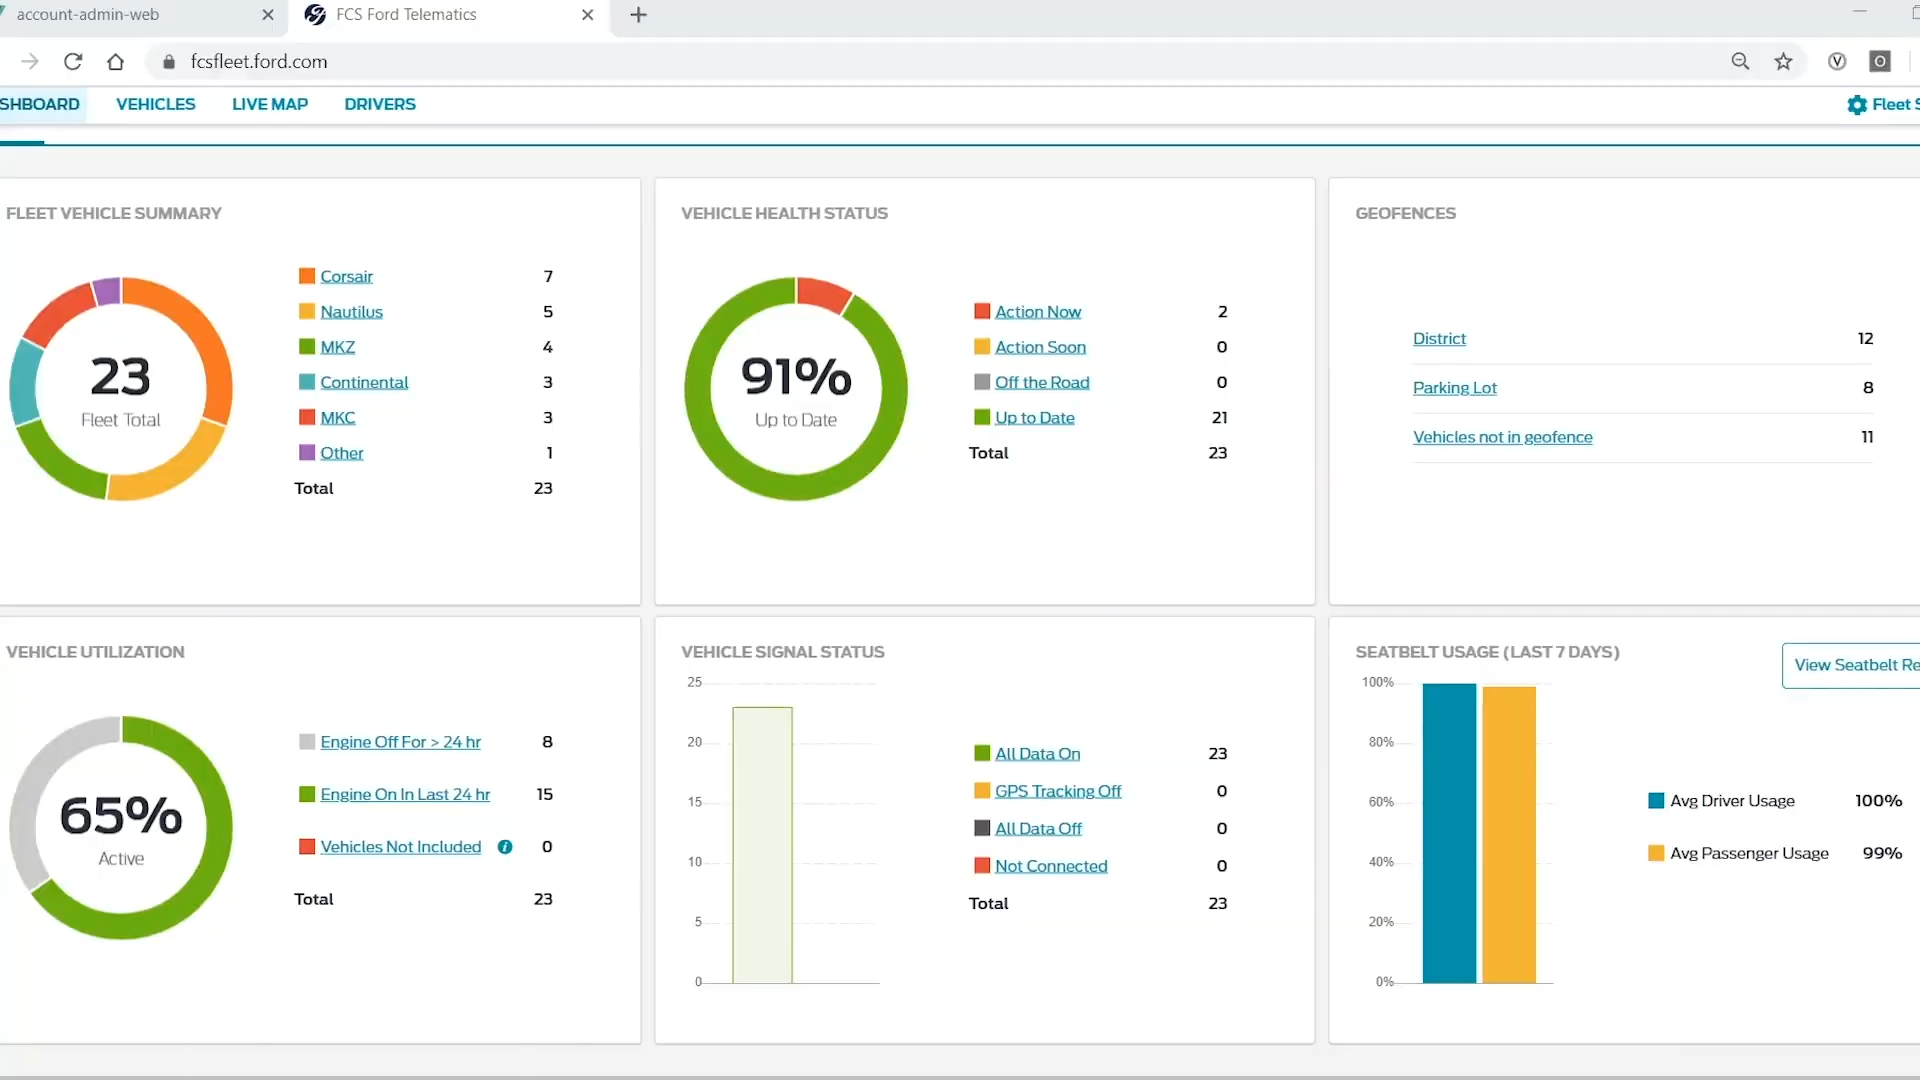 account-admin-web
FCS Ford Telematics
fcsfleet.ford.com
SHBOARD VEHICLES LIVE MAP DRIVERS Fleet S
FLEET VEHICLE SUMMARY
23
Fleet Total
Corsair 7
Nautilus 5
MKZ 4
Continental 3
MKC 3
Other 1
Total 23
VEHICLE HEALTH STATUS
91%
Up to Date
Action Now 2
Action Soon 0
Off the Road 0
Up to Date 21
Total 23
GEOFENCES
District 12
Parking Lot 8
Vehicles not in geofence 11
VEHICLE UTILIZATION
65%
Active
Engine Off For > 24 hr 8
Engine On In Last 24 hr 15
Vehicles Not Included i 0
Total 23
VEHICLE SIGNAL STATUS
25
20
15
10
5
0
All Data On 23
GPS Tracking Off 0
All Data Off 0
Not Connected 0
Total 23
SEATBELT USAGE (LAST 7 DAYS)
View Seatbelt Re
100%
80%
60%
40%
20%
0%
Avg Driver Usage 100%
Avg Passenger Usage 99%